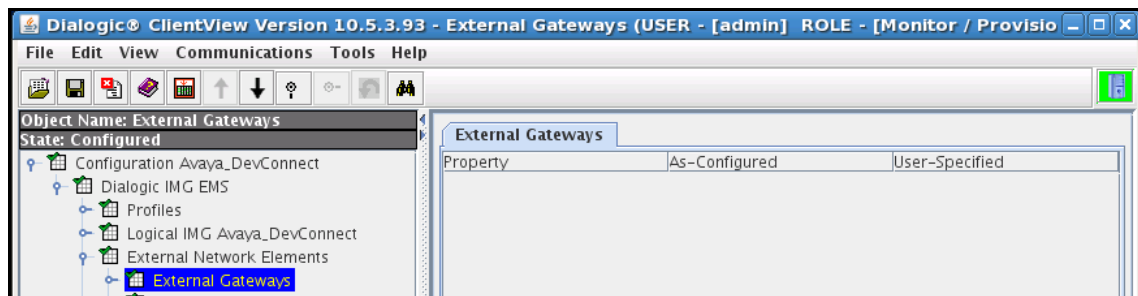 Dialogic® ClientView Version 10.5.3.93 - External Gateways (USER - [admin] ROLE - [Monitor / Provisio
File Edit View Communications Tools Help
Object Name: External Gateways
State: Configured
Configuration Avaya_DevConnect
Dialogic IMG EMS
Profiles
Logical IMG Avaya_DevConnect
External Network Elements
External Gateways
External Gateways
Property As-Configured User-Specified